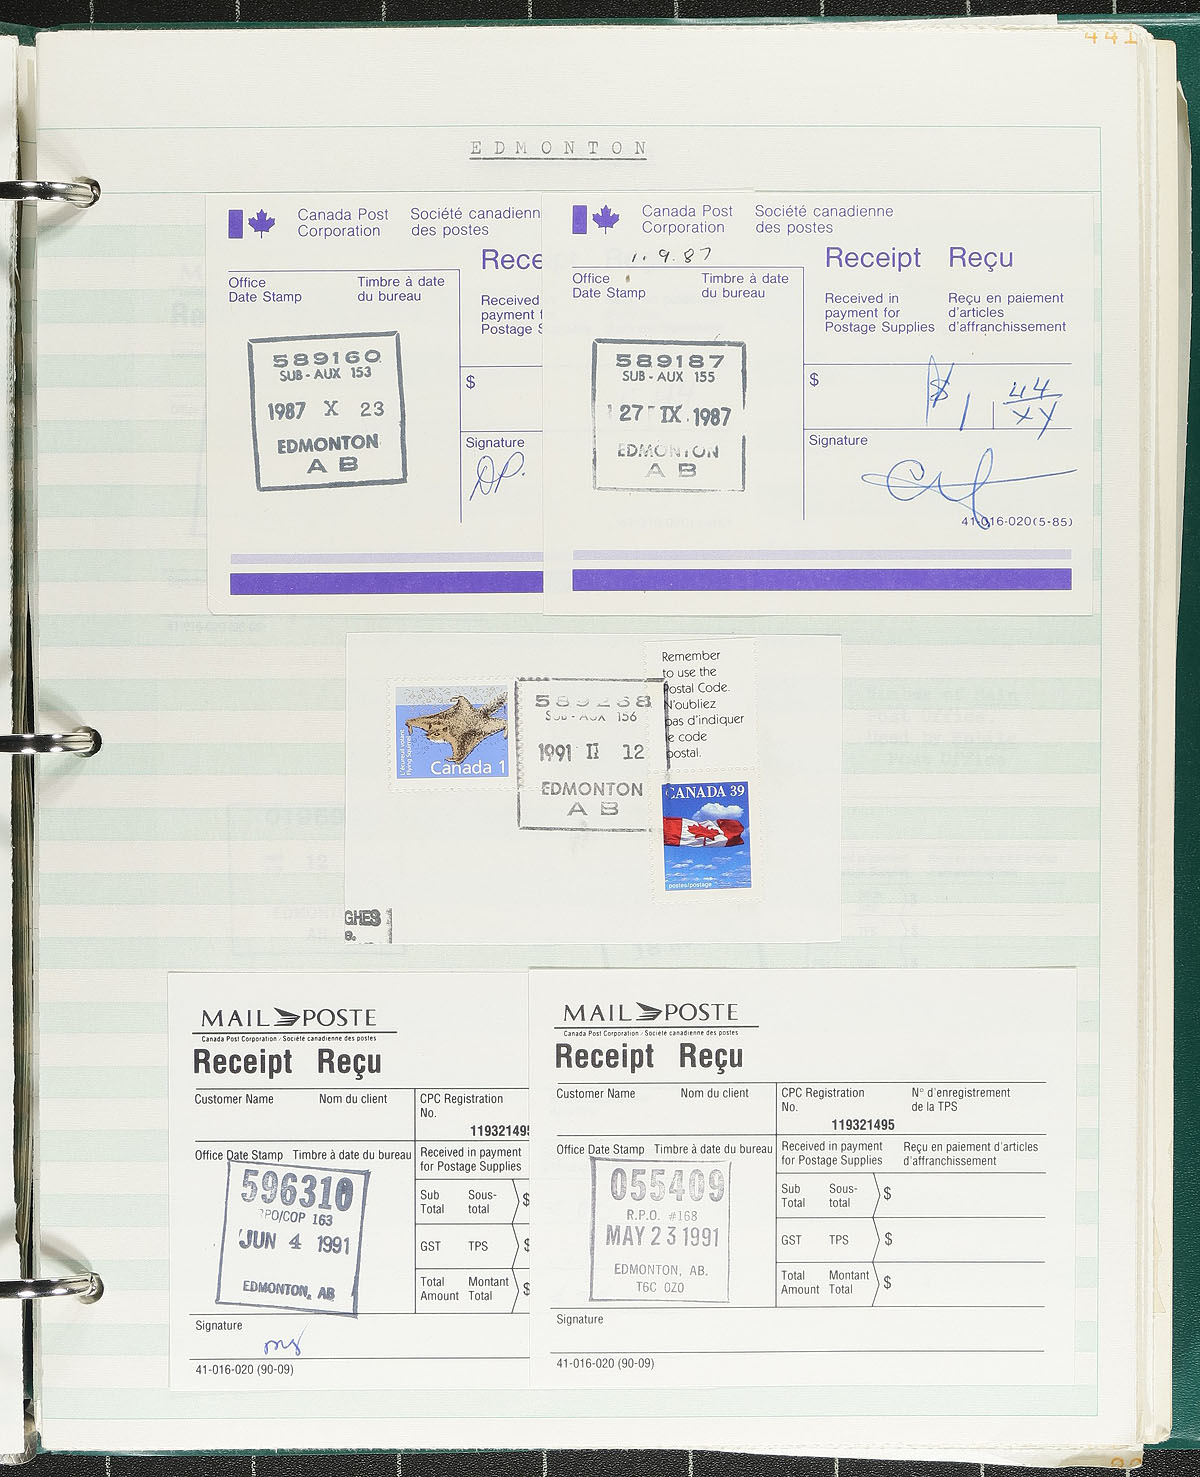 441
EDMONTON
Canada Post
Corporation
Société canadienn
des postes
Rece
Office
Date Stamp
Timbre à date
du bureau
Received in
payment f
Postage S
589160
SUB-AUX 153
1987 X 23
EDMONTON
AB
$
Signature
DP.
Canada Post
Corporation
Société canadienne
des postes
1.9.87
Receipt Reçu
Office
Date Stamp
Timbre à date
du bureau
Received in
payment for
Postage Supplies
Reçu en paiement
d'articles
d'affranchissement
589187
SUB-AUX 155
27 IX 1987
EDMONTON
AB
$
$ 1 44
XY
Signature
41-016-020(5-85)
L'écureuil volant
Flying Squirrel
Canada 1
589268
SUB-AUX 156
1991 II 12
EDMONTON
AB
Remember
to use the
Postal Code.
N'oubliez
pas d'indiquer
le code
postal.
CANADA 39
postes/postage
GHES
MAIL POSTE
Canada Post Corporation / Société canadienne des postes
Receipt Reçu
Customer Name Nom du client
CPC Registration
No.
119321495
Office Date Stamp Timbre à date du bureau
Received in payment
for Postage Supplies
596310
RPO/COP 163
JUN 4 1991
EDMONTON, AB
Sub
Total
Sous-
total
$
GST TPS $
Total
Amount
Montant
Total
$
Signature
41-016-020 (90-09)
MAIL POSTE
Canada Post Corporation / Société canadienne des postes
Receipt Reçu
Customer Name Nom du client
CPC Registration
No.
N° d'enregistrement
de la TPS
119321495
Office Date Stamp Timbre à date du bureau
Received in payment
for Postage Supplies
Reçu en paiement d'articles
d'affranchissement
055409
R.P.O. #168
MAY 23 1991
EDMONTON, AB.
T6C 0Z0
Sub
Total
Sous-
total
$
GST TPS $
Total
Amount
Montant
Total
$
Signature
41-016-020 (90-09)